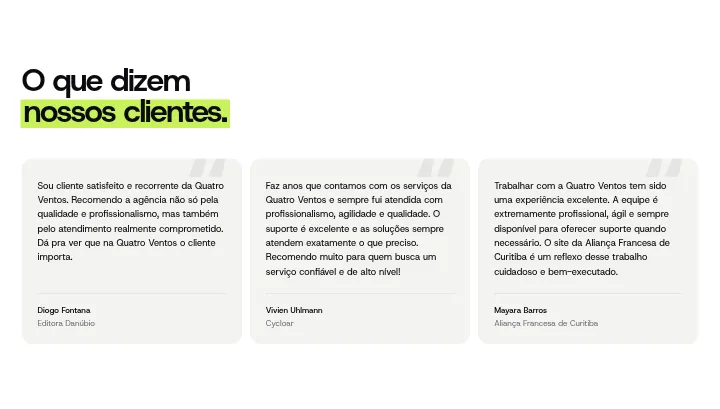 O que dizem
nossos clientes.
Sou cliente satisfeito e recorrente da Quatro
Ventos. Recomendo a agência não só pela
qualidade e profissionalismo, mas também
pelo atendimento realmente comprometido.
Dá pra ver que na Quatro Ventos o cliente
importa.
Diogo Fontana
Editora Danúbio
Faz anos que contamos com os serviços da
Quatro Ventos e sempre fui atendida com
profissionalismo, agilidade e qualidade. O
suporte é excelente e as soluções sempre
atendem exatamente o que preciso.
Recomendo muito para quem busca um
serviço confiável e de alto nível!
Vivien Uhlmann
Cycloar
Trabalhar com a Quatro Ventos tem sido
uma experiência excelente. A equipe é
extremamente profissional, ágil e sempre
disponível para oferecer suporte quando
necessário. O site da Aliança Francesa de
Curitiba é um reflexo desse trabalho
cuidadoso e bem-executado.
Mayara Barros
Aliança Francesa de Curitiba